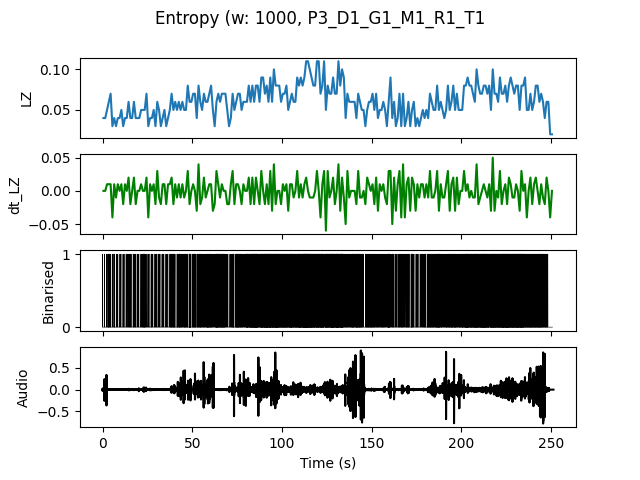 Entropy (w: 1000, P3_D1_G1_M1_R1_T1
0.10
0.05
LZ
0.05
0.00
−0.05
dt_LZ
1
0
Binarised
0.5
0.0
−0.5
Audio
0 50 100 150 200 250
Time (s)